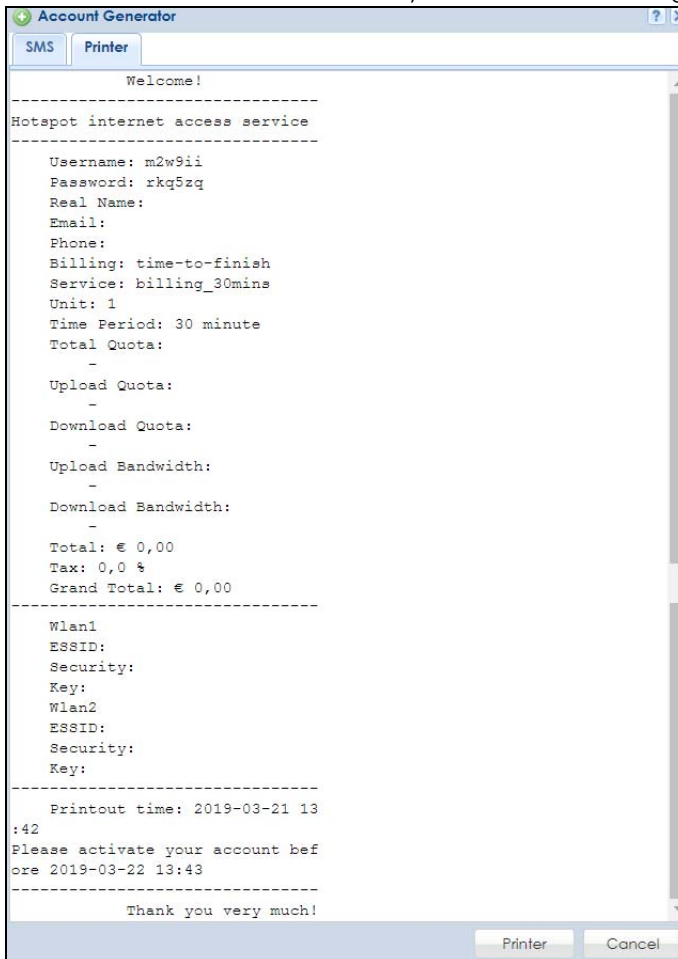 Account Generator
SMS Printer
Welcome!
--------------------------------
Hotspot internet access service
--------------------------------
Username: m2w9ii
Password: rkq5zq
Real Name:
Email:
Phone:
Billing: time-to-finish
Service: billing_30mins
Unit: 1
Time Period: 30 minute
Total Quota:
-
Upload Quota:
-
Download Quota:
-
Upload Bandwidth:
-
Download Bandwidth:
-
Total: € 0,00
Tax: 0,0 %
Grand Total: € 0,00
--------------------------------
Wlan1
ESSID:
Security:
Key:
Wlan2
ESSID:
Security:
Key:
--------------------------------
Printout time: 2019-03-21 13
:42
Please activate your account bef
ore 2019-03-22 13:43
--------------------------------
Thank you very much!
Printer Cancel